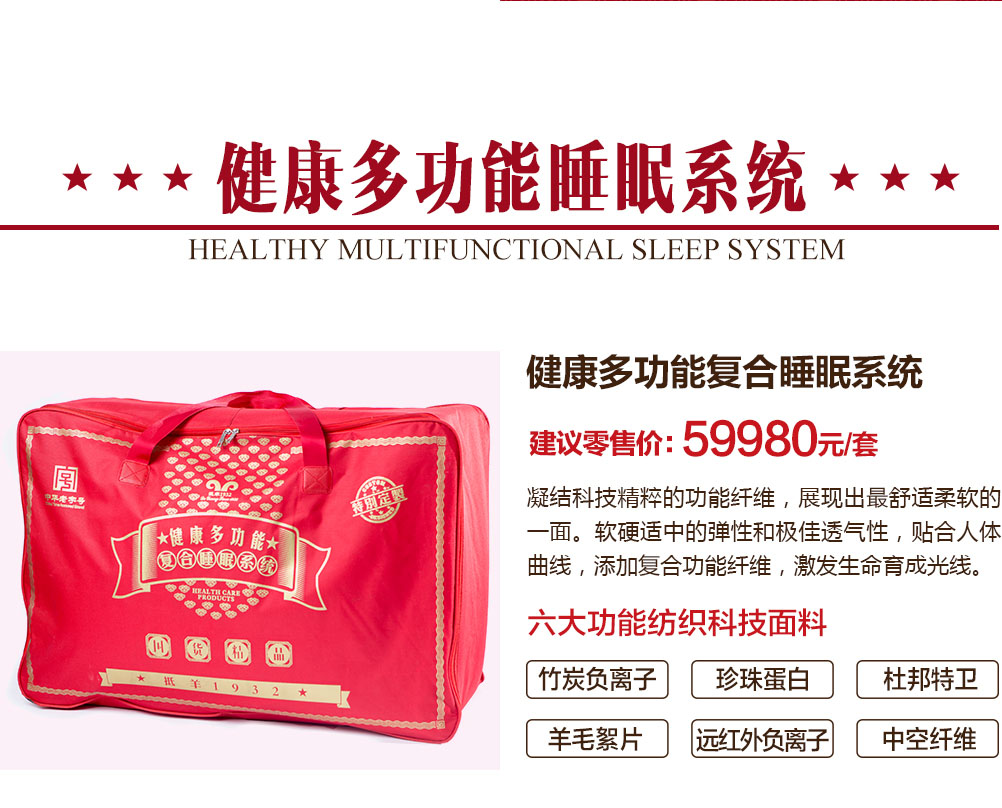 健康多功能睡眠系统
HEALTHY MULTIFUNCTIONAL SLEEP SYSTEM
健康多功能复合睡眠系统
建议零售价:59980元/套
凝结科技精粹的功能纤维，展现出最舒适柔软的
一面。软硬适中的弹性和极佳透气性，贴合人体
曲线，添加复合功能纤维，激发生命育成光线。
六大功能纺织科技面料
竹炭负离子
珍珠蛋白
杜邦特卫
羊毛絮片
远红外负离子
中空纤维
中华老字号
CUSTOM
特别定製
★健康多功能★
复合睡眠系统
HEALTH CARE
PRODUCTS
国货精品
★ 抵羊1932 ★